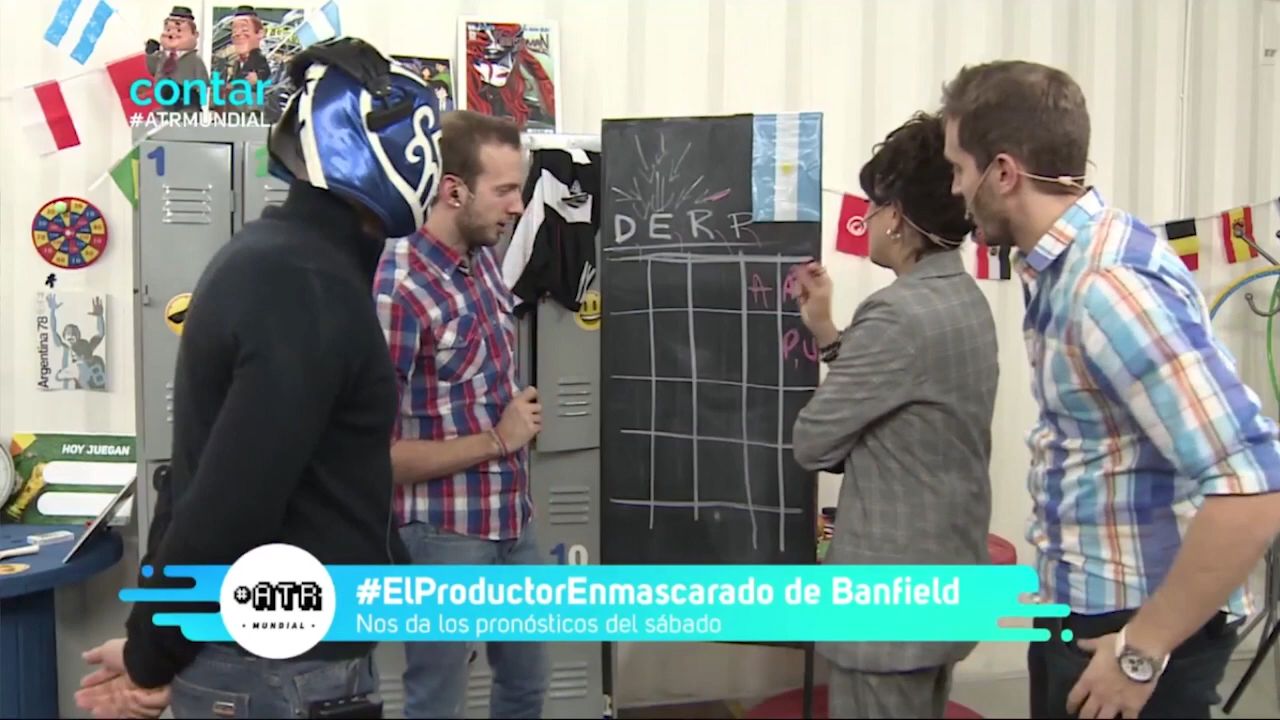 contar
#ATRMUNDIAL
1
DERR
A A
P.U
Argentina 78
HOY JUEGAN
10
#ATR
• MUNDIAL •
#ElProductorEnmascarado de Banfield
Nos da los pronósticos del sábado